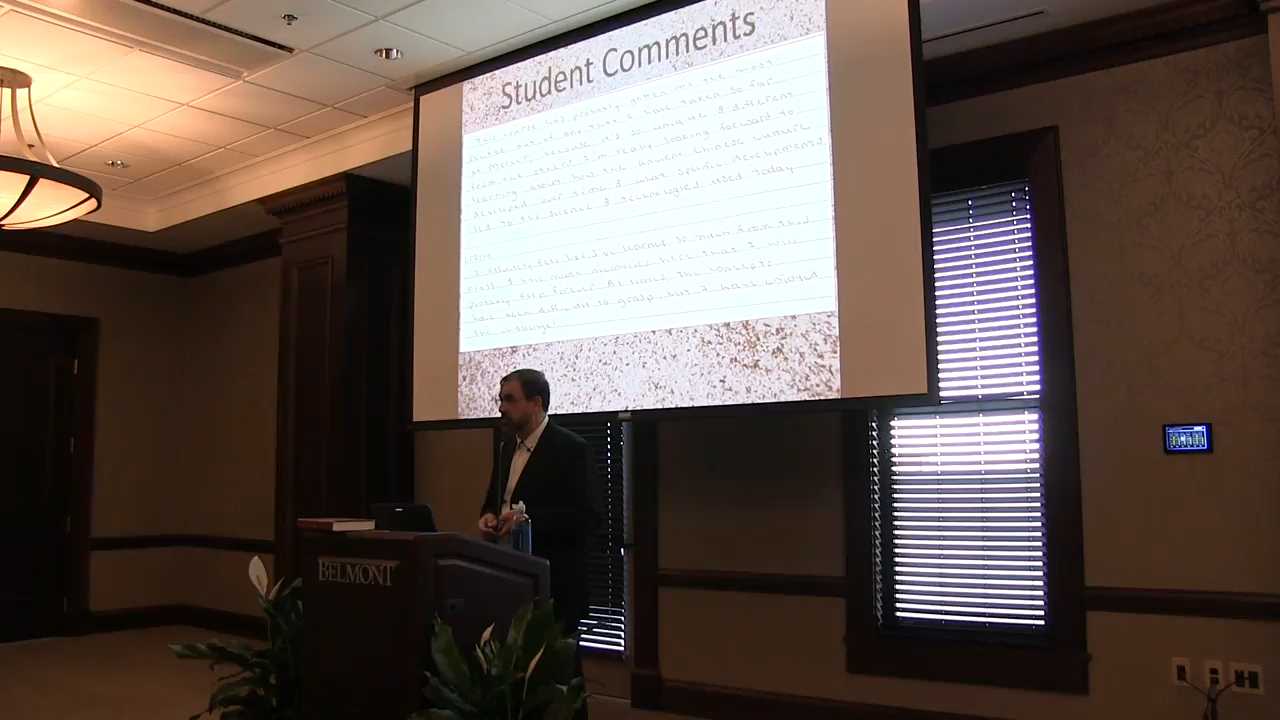 Student Comments
This course has probably gotten me the most
excited out of any that I have taken so far
at Mercer, because it's so unique & different
from the others! I'm really looking forward to
learning about how the ancient Chinese culture
developed over time & what specific developments
led to the science & technologies used today
I definitely feel like I've learned so much from this
class & have made memories here that I will
probably keep forever. At times, the concepts
have been difficult to grasp, but I have enjoyed
the challenge!
BELMONT